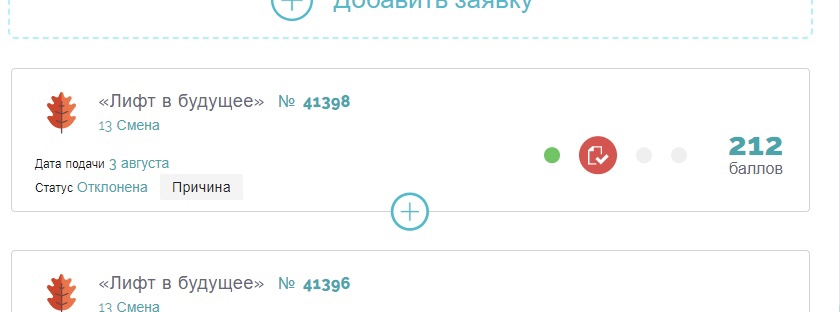 Добавить заявку
«Лифт в будущее» № 41398
13 Смена
Дата подачи 3 августа
Статус Отклонена Причина
212
баллов
«Лифт в будущее» № 41396
13 Смена